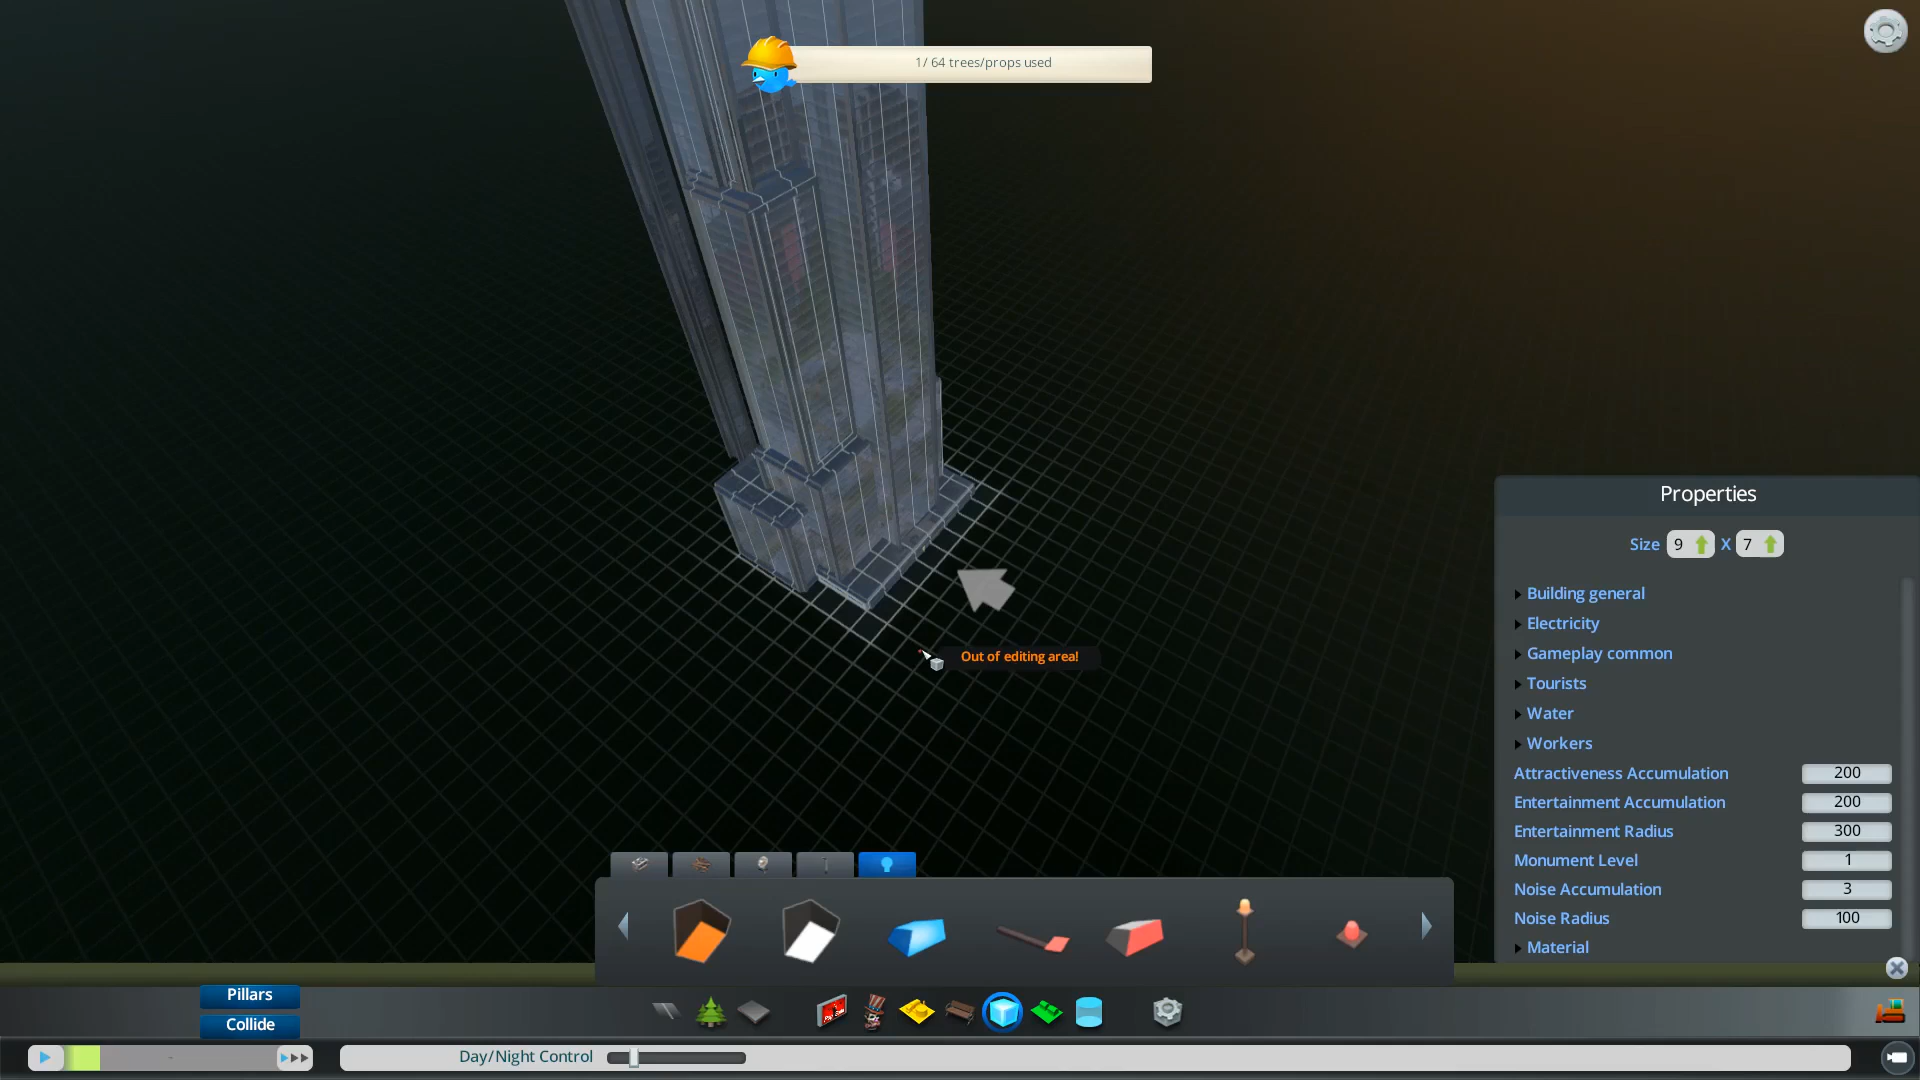 1/ 64 trees/props used
Out of editing area!
Properties
Size 9 X 7
Building general
Electricity
Gameplay common
Tourists
Water
Workers
Attractiveness Accumulation 200
Entertainment Accumulation 200
Entertainment Radius 300
Monument Level 1
Noise Accumulation 3
Noise Radius 100
Material
Pillars
Collide
-
Day/Night Control